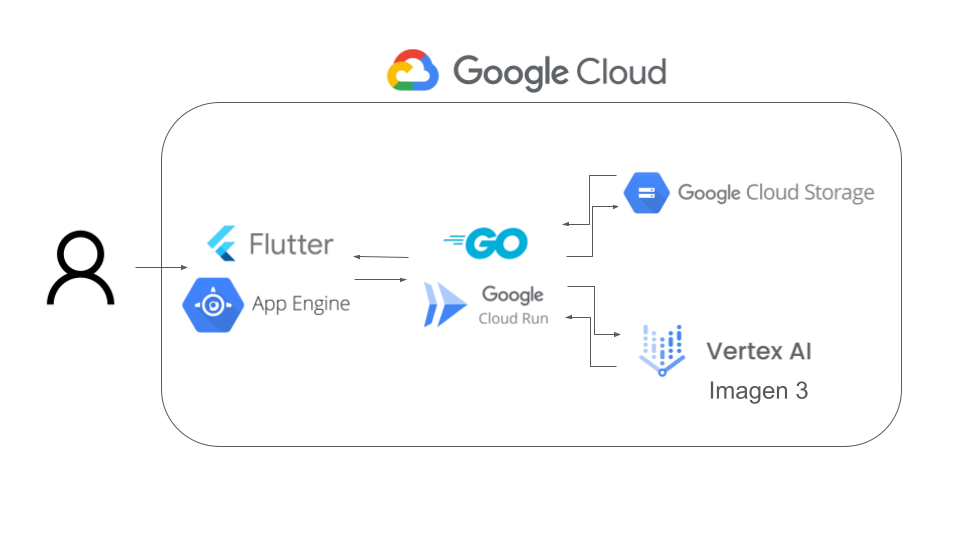 Google Cloud
Google Cloud Storage
Flutter
GO
App Engine
Google
Cloud Run
Vertex AI
Imagen 3